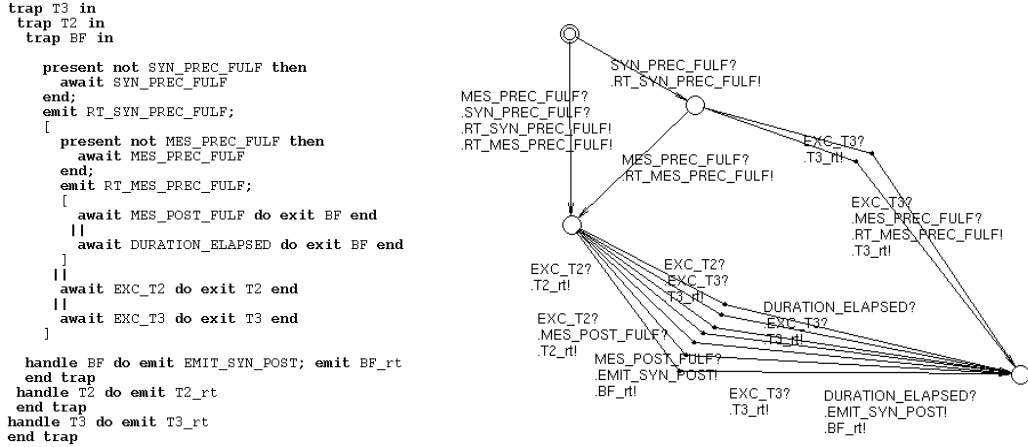 trap T3 in
trap T2 in
trap BF in
present not SYN_PREC_FULF then
await SYN_PREC_FULF
end;
emit RT_SYN_PREC_FULF;
[
present not MES_PREC_FULF then
await MES_PREC_FULF
end;
emit RT_MES_PREC_FULF;
[
await MES_POST_FULF do exit BF end
||
await DURATION_ELAPSED do exit BF end
]
||
await EXC_T2 do exit T2 end
||
await EXC_T3 do exit T3 end
]
handle BF do emit EMIT_SYN_POST; emit BF_rt
end trap
handle T2 do emit T2_rt
end trap
handle T3 do emit T3_rt
end trap
SYN_PREC_FULF?
.RT_SYN_PREC_FULF!
MES_PREC_FULF?
.SYN_PREC_FULF?
.RT_SYN_PREC_FULF!
.RT_MES_PREC_FULF!
MES_PREC_FULF?
.RT_MES_PREC_FULF!
EXC_T3?
.T3_rt!
EXC_T3?
.MES_PREC_FULF?
.RT_MES_PREC_FULF!
.T3_rt!
EXC_T2?
.T2_rt!
EXC_T2?
.EXC_T3?
.T3_rt!
DURATION_ELAPSED?
.EXC_T3?
.T3_rt!
EXC_T2?
.MES_POST_FULF?
.T2_rt!
MES_POST_FULF?
.EMIT_SYN_POST!
.BF_rt!
EXC_T3?
.T3_rt!
DURATION_ELAPSED?
.EMIT_SYN_POST!
.BF_rt!